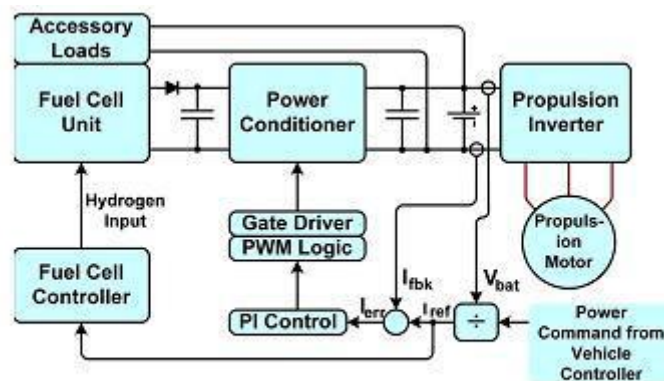 Accessory
Loads
Fuel Cell
Unit
Power
Conditioner
Propulsion
Inverter
Hydrogen
Input
Gate Driver
PWM Logic
Propuls-
ion
Motor
Fuel Cell
Controller
PI Control
Ierr
Ifbk
Iref
Vbat
÷
Power
Command from
Vehicle
Controller